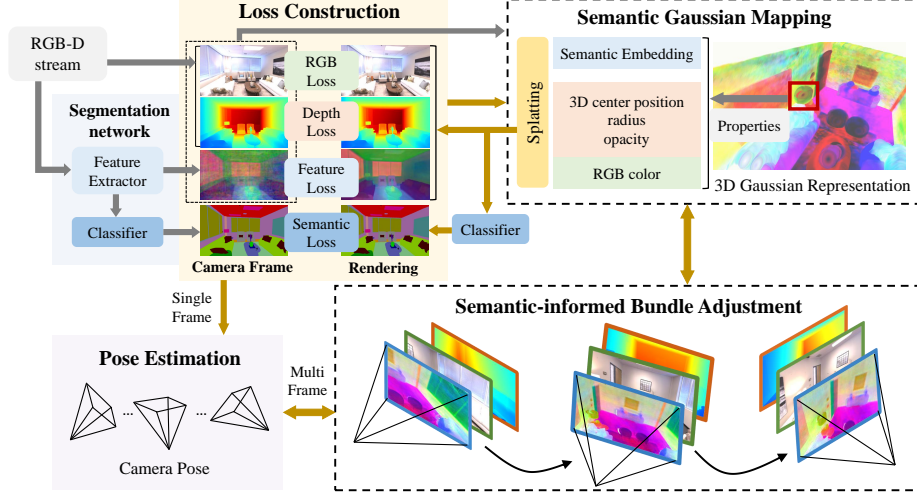 Loss Construction
RGB-D
stream
Segmentation
network
Feature
Extractor
Classifier
RGB
Loss
Depth
Loss
Feature
Loss
Semantic
Loss
Camera Frame
Rendering
Classifier
Semantic Gaussian Mapping
Splatting
Semantic Embedding
3D center position
radius
opacity
RGB color
Properties
3D Gaussian Representation
Single
Frame
Pose Estimation
...
...
Camera Pose
Multi
Frame
Semantic-informed Bundle Adjustment